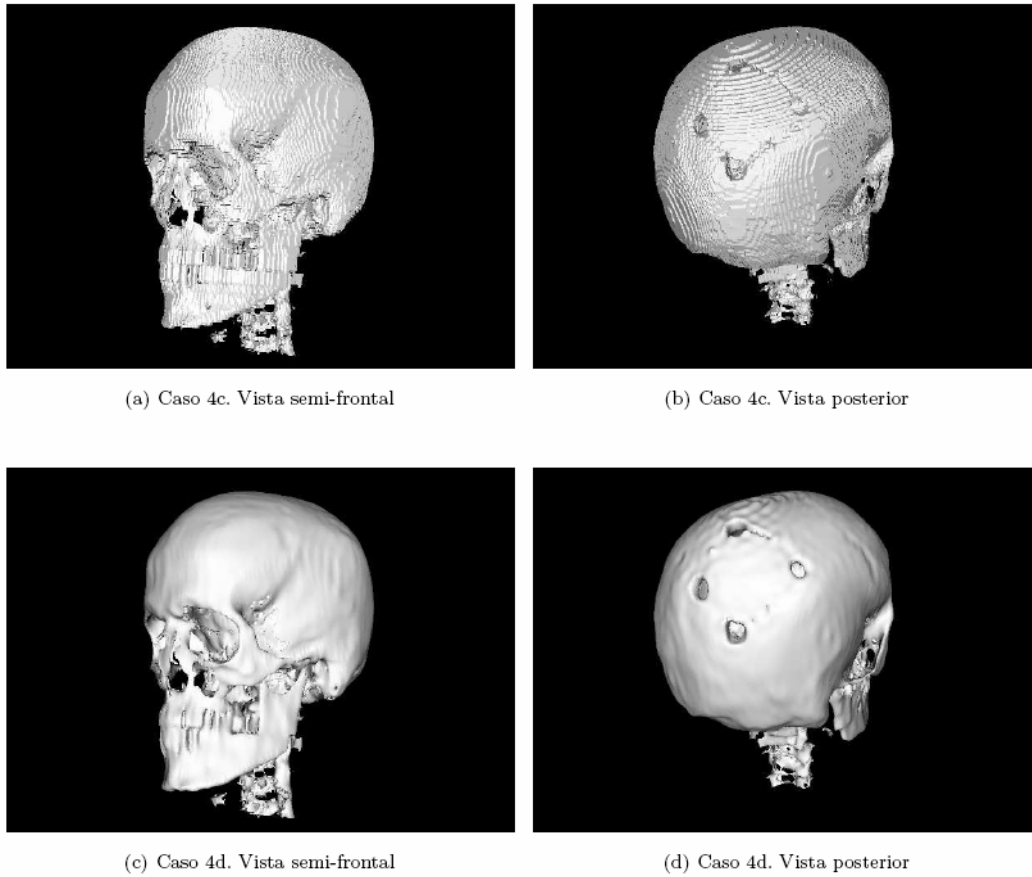 (a) Caso 4c. Vista semi-frontal
(b) Caso 4c. Vista posterior
(c) Caso 4d. Vista semi-frontal
(d) Caso 4d. Vista posterior